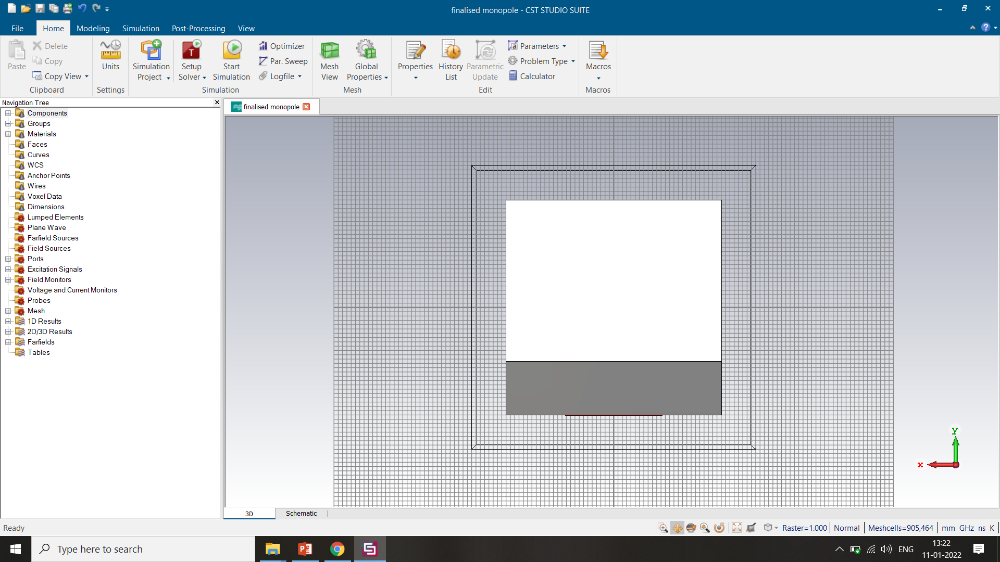 finalised monopole - CST STUDIO SUITE
File Home Modeling Simulation Post-Processing View
Paste
Delete
Copy
Copy View
Clipboard
Units
Settings
Simulation
Project
Setup
Solver
Start
Simulation
Optimizer
Par. Sweep
Logfile
Simulation
Mesh
View
Global
Properties
Mesh
Properties
History
List
Parametric
Update
Parameters
Problem Type
Calculator
Edit
Macros
Macros
Navigation Tree
finalised monopole
Components
Groups
Materials
Faces
Curves
WCS
Anchor Points
Wires
Voxel Data
Dimensions
Lumped Elements
Plane Wave
Farfield Sources
Field Sources
Ports
Excitation Signals
Field Monitors
Voltage and Current Monitors
Probes
Mesh
1D Results
2D/3D Results
Farfields
Tables
y
x
3D Schematic
Ready
Raster=1.000 Normal Meshcells=905,464 mm GHz ns K
Type here to search
ENG
13:22
11-01-2022